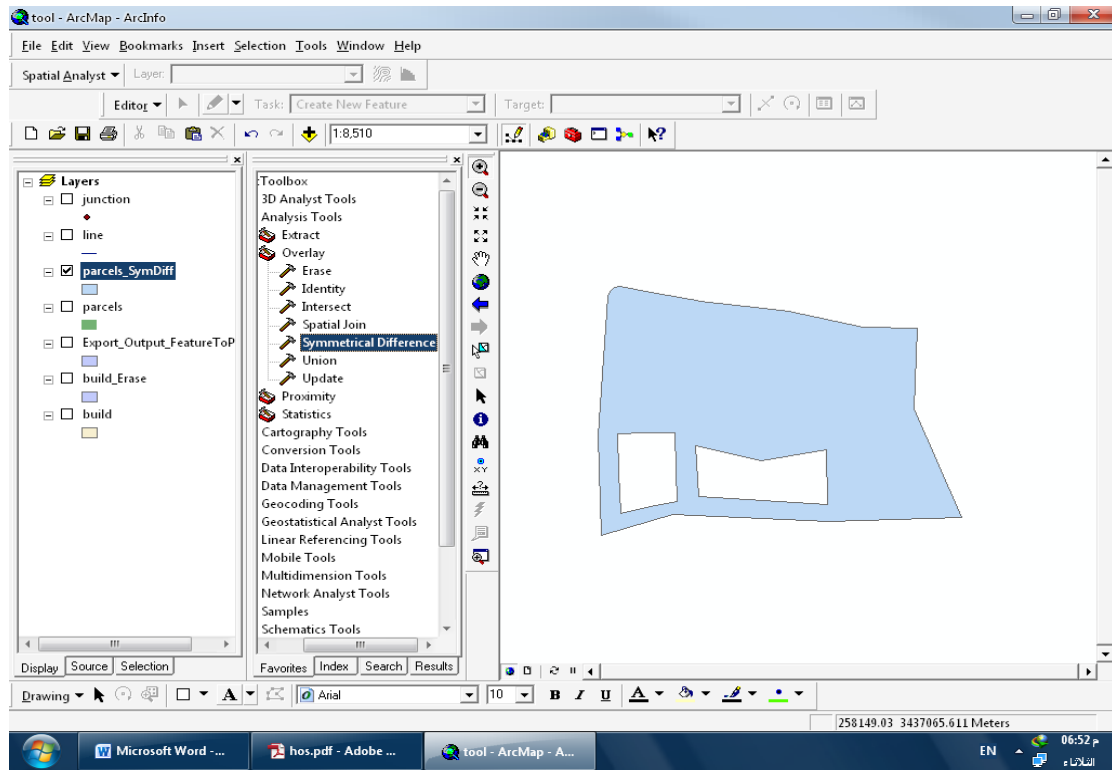 tool - ArcMap - ArcInfo
File Edit View Bookmarks Insert Selection Tools Window Help
Spatial Analyst Layer:
Editor Task: Create New Feature Target:
1:8,510
Layers
junction
line
parcels_SymDiff
parcels
Export_Output_FeatureToP
build_Erase
build
:Toolbox
3D Analyst Tools
Analysis Tools
Extract
Overlay
Erase
Identity
Intersect
Spatial Join
Symmetrical Difference
Union
Update
Proximity
Statistics
Cartography Tools
Conversion Tools
Data Interoperability Tools
Data Management Tools
Geocoding Tools
Geostatistical Analyst Tools
Linear Referencing Tools
Mobile Tools
Multidimension Tools
Network Analyst Tools
Samples
Schematics Tools
Display Source Selection
Favorites Index Search Results
Drawing A Arial 10 B I U A
258149.03 3437065.611 Meters
Microsoft Word -... hos.pdf - Adobe ... tool - ArcMap - A... EN 06:52 م
الثلاثاء